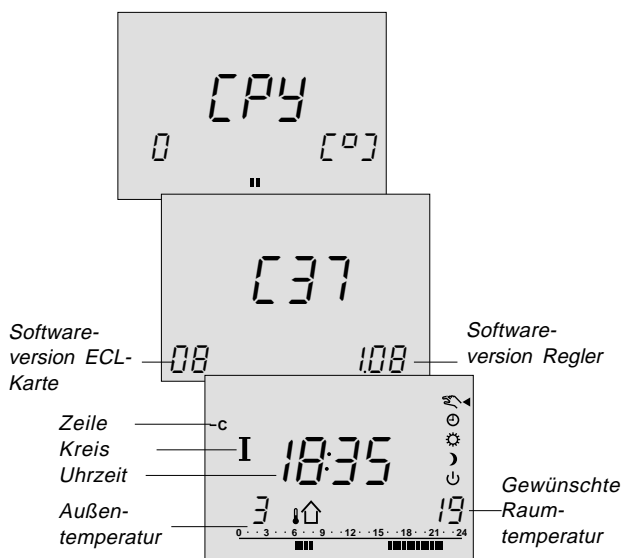 CPY
0 [o]
C37
Software-
version ECL-
Karte
08
1.08
Software-
version Regler
Zeile
C
Kreis
I
Uhrzeit
18:35
Außen-
temperatur
3
19
Gewünschte
Raum-
temperatur
0 · · 3 · · 6 · · 9 · · 12 · · 15 · · 18 · · 21 · · 24